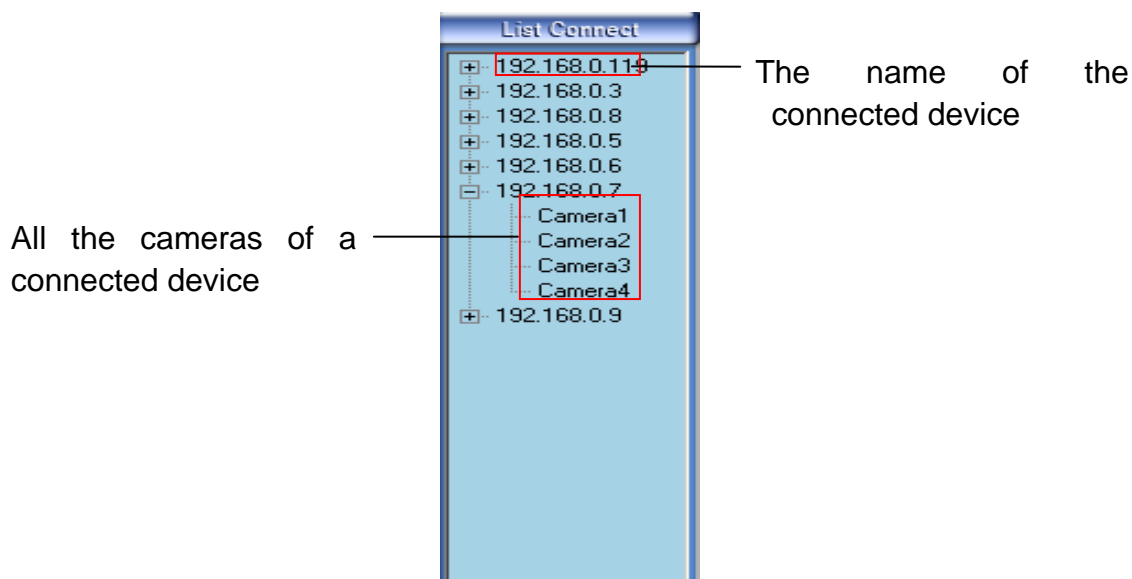 List Connect
192.168.0.119
192.168.0.3
192.168.0.8
192.168.0.5
192.168.0.6
192.168.0.7
Camera1
Camera2
Camera3
Camera4
192.168.0.9
The name of the
connected device
All the cameras of a
connected device